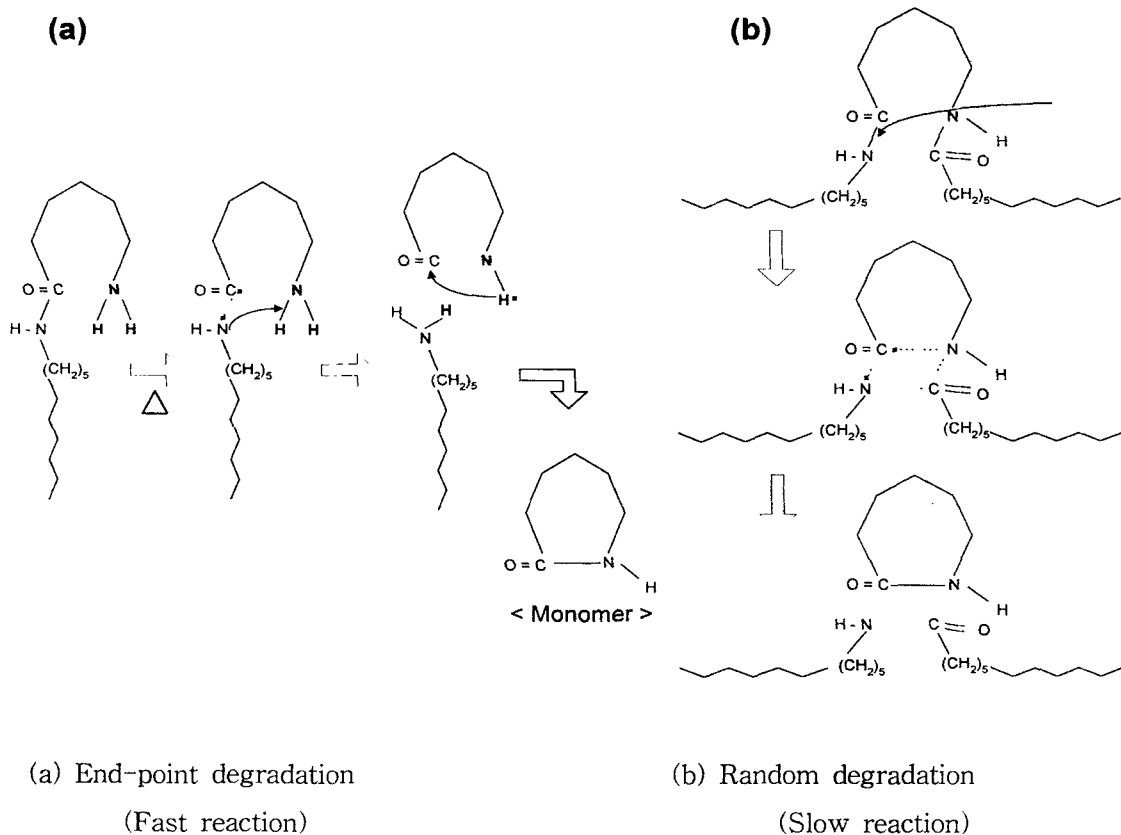 (a)
O = C
N
H - N
H H
(CH₂)₅
△
O = C
N
H - N
H H
(CH₂)₅
O = C
N
H
H H
N
(CH₂)₅
O = C
N
H
< Monomer >
(b)
O = C
N
H
H - N
C = O
(CH₂)₅
(CH₂)₅
O = C
N
H
H - N
C = O
(CH₂)₅
(CH₂)₅
O = C
N
H
H - N
C = O
(CH₂)₅
(CH₂)₅
(a) End-point degradation
(Fast reaction)
(b) Random degradation
(Slow reaction)